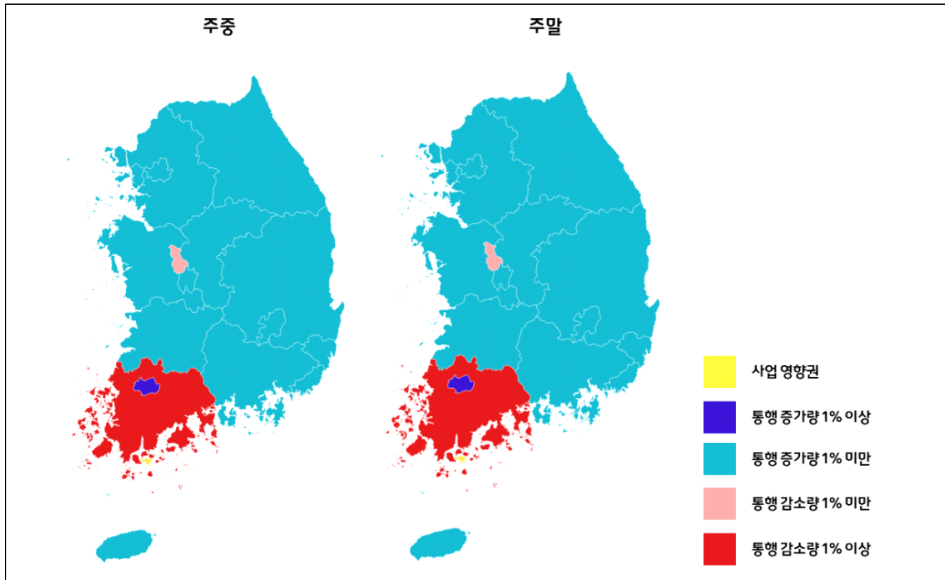 주중
주말
사업 영향권
통행 증가량 1% 이상
통행 증가량 1% 미만
통행 감소량 1% 미만
통행 감소량 1% 이상